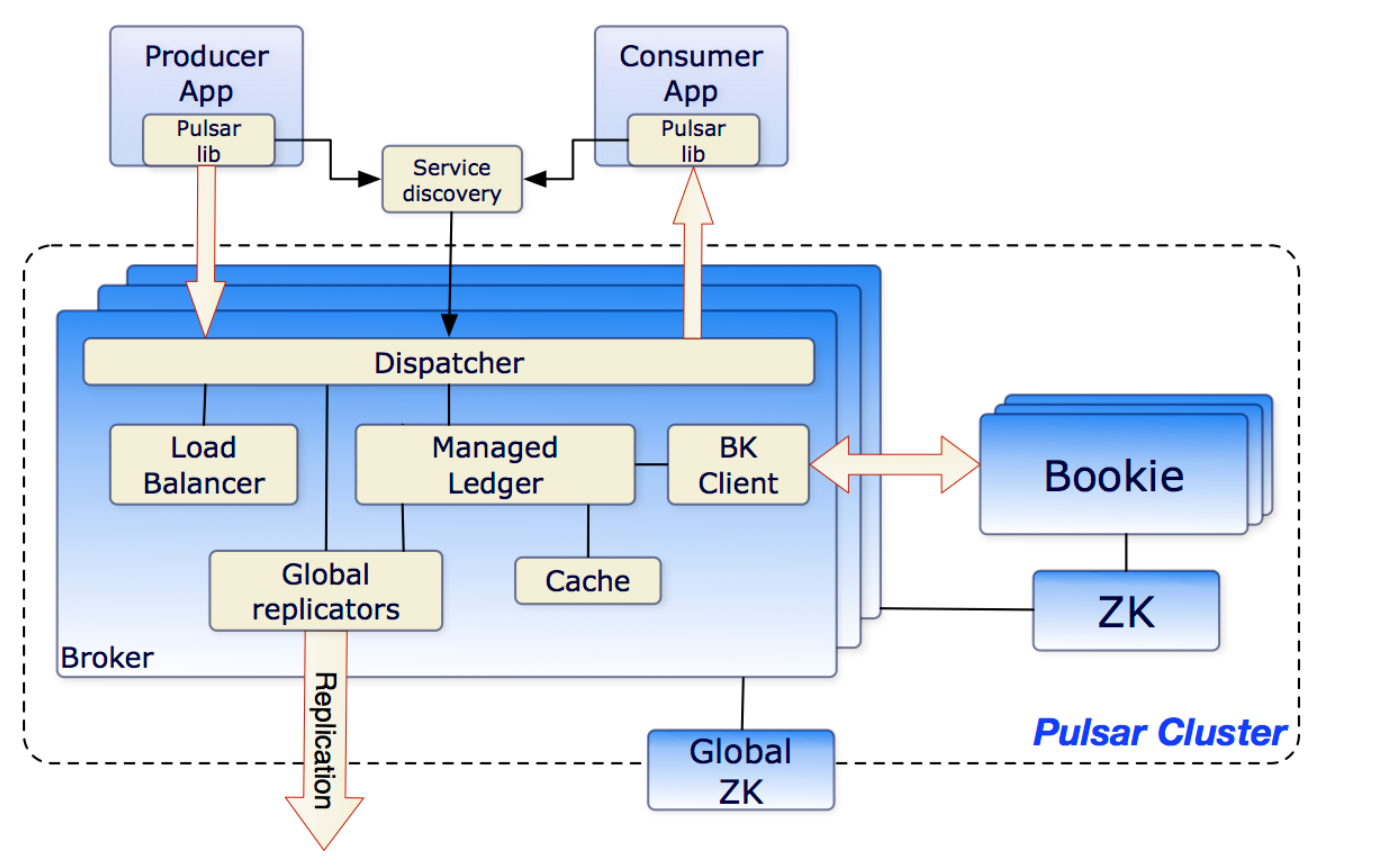 Producer
App
Pulsar
lib
Consumer
App
Pulsar
lib
Service
discovery
Dispatcher
Load
Balancer
Managed
Ledger
BK
Client
Bookie
Global
replicators
Cache
ZK
Broker
Replication
Pulsar Cluster
Global
ZK